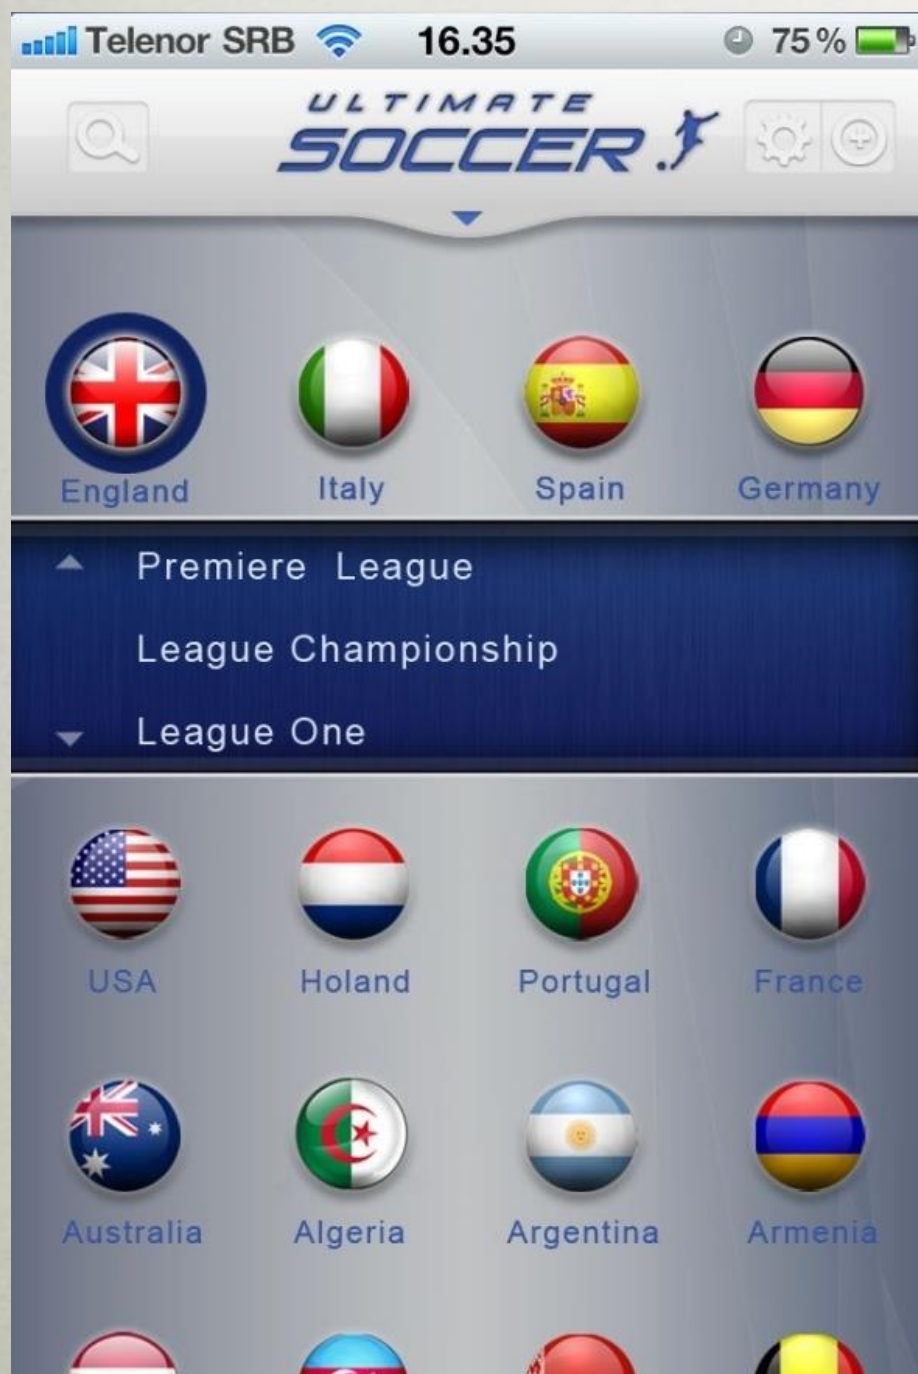 Telenor SRB 16.35 75%
ULTIMATE
SOCCER
England Italy Spain Germany
Premiere League
League Championship
League One
USA Holand Portugal France
Australia Algeria Argentina Armenia